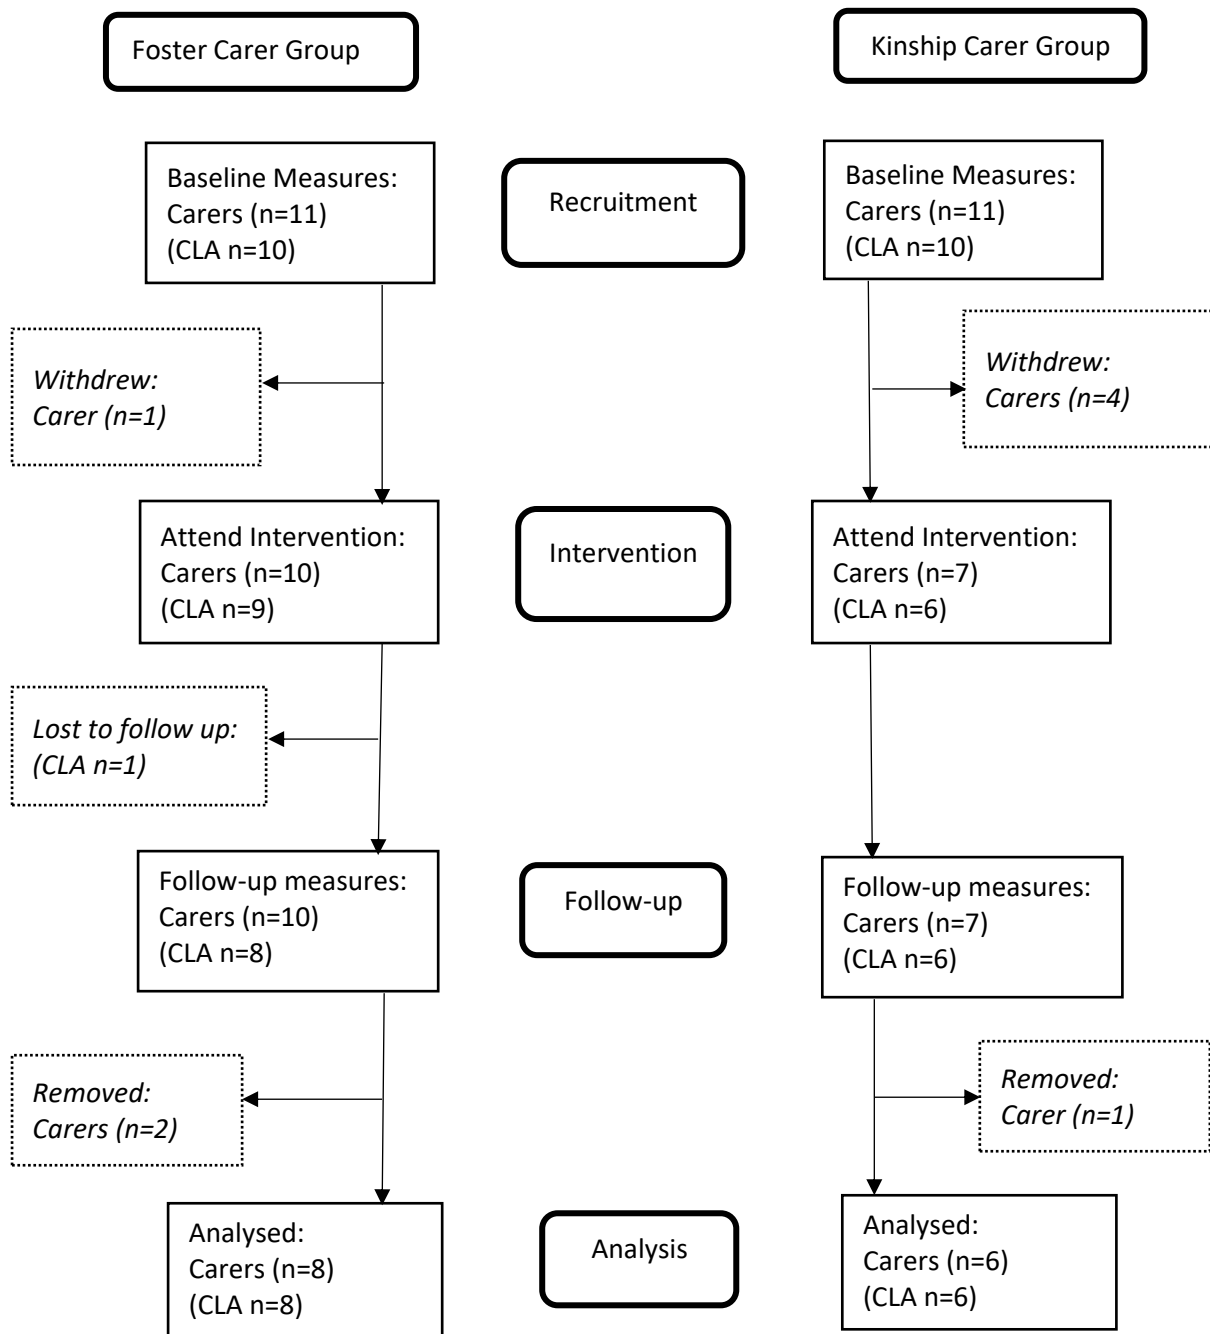 Foster Carer Group
Kinship Carer Group
Baseline Measures:
Carers (n=11)
(CLA n=10)
Recruitment
Baseline Measures:
Carers (n=11)
(CLA n=10)
Withdrew:
Carer (n=1)
Withdrew:
Carers (n=4)
Attend Intervention:
Carers (n=10)
(CLA n=9)
Intervention
Attend Intervention:
Carers (n=7)
(CLA n=6)
Lost to follow up:
(CLA n=1)
Follow-up measures:
Carers (n=10)
(CLA n=8)
Follow-up
Follow-up measures:
Carers (n=7)
(CLA n=6)
Removed:
Carers (n=2)
Removed:
Carer (n=1)
Analysed:
Carers (n=8)
(CLA n=8)
Analysis
Analysed:
Carers (n=6)
(CLA n=6)